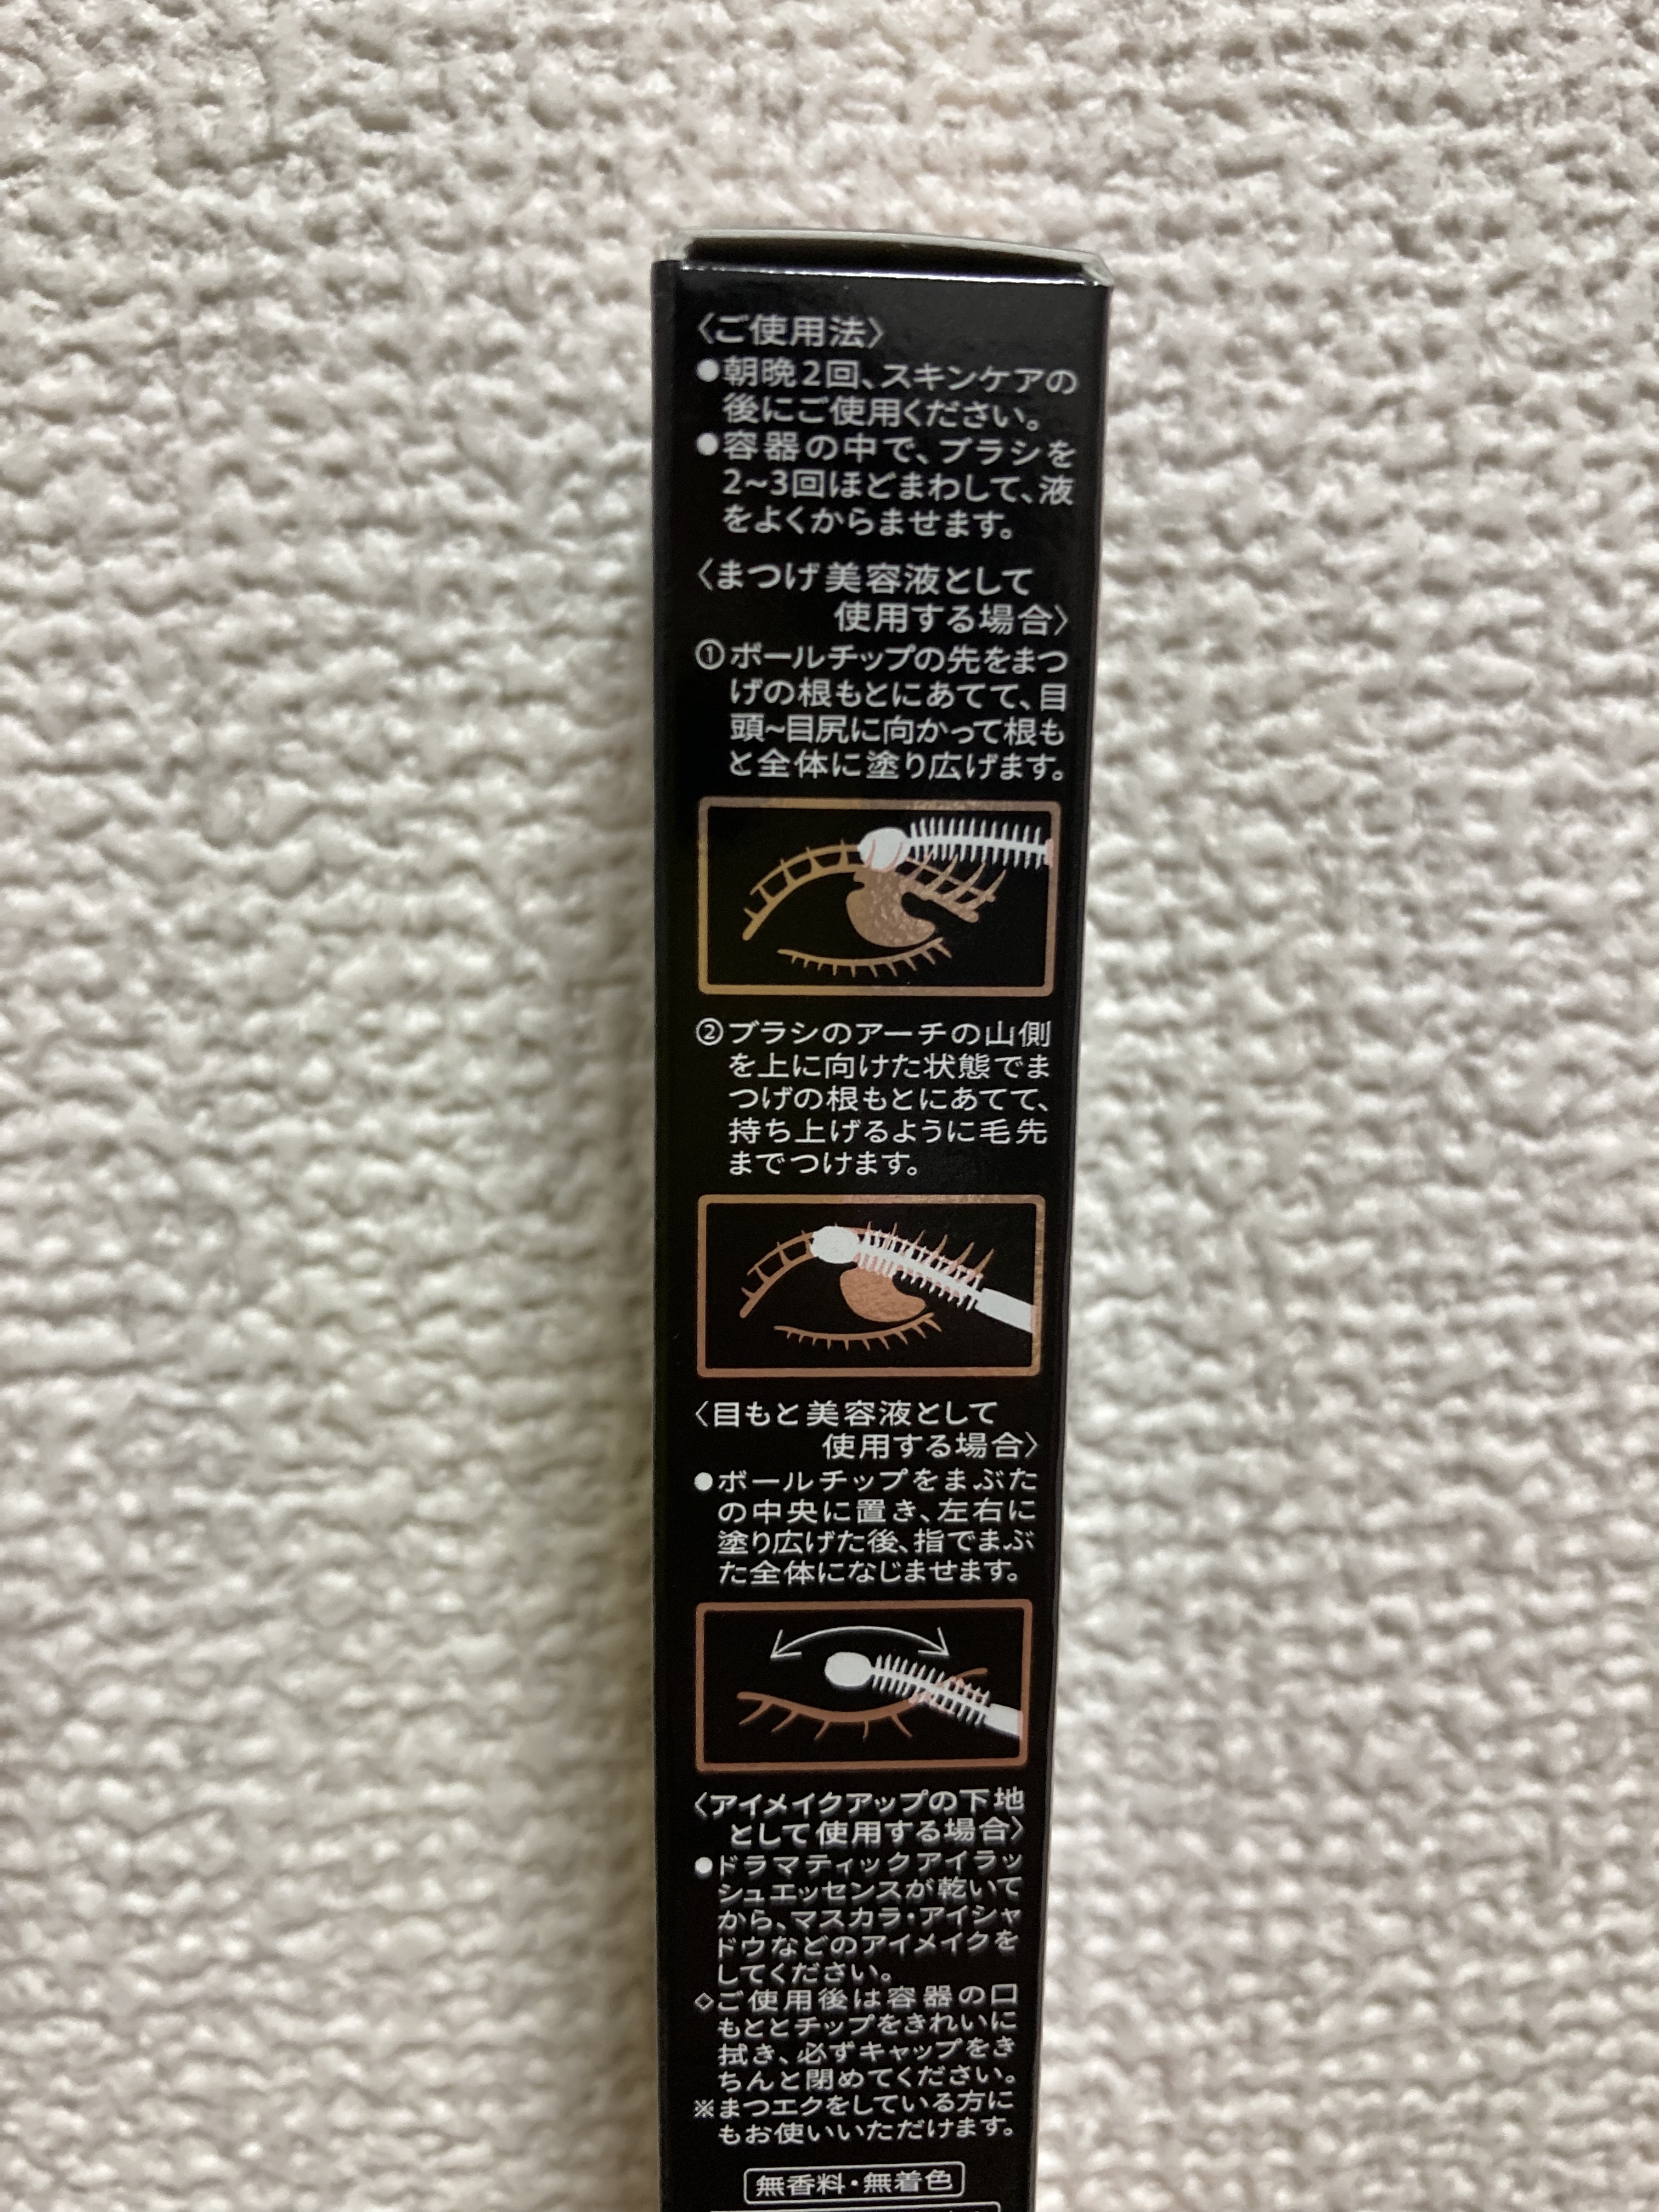 〈ご使用法〉
●朝晩2回、スキンケアの
後にご使用ください。
●容器の中で、ブラシを
2~3回ほどまわして、液
をよくからませます。
〈まつげ美容液として
使用する場合〉
①ボールチップの先をまつ
げの根もとにあてて、目
頭~目尻に向かって根も
と全体に塗り広げます。
②ブラシのアーチの山側
を上に向けた状態でま
つげの根もとにあてて、
持ち上げるように毛先
までつけます。
〈目もと美容液として
使用する場合〉
●ボールチップをまぶた
の中央に置き、左右に
塗り広げた後、指でまぶ
た全体になじませます。
〈アイメイクアップの下地
として使用する場合〉
●ドラマティックアイラッ
シュエッセンスが乾いて
から、マスカラ・アイシャ
ドウなどのアイメイクを
してください。
◇ご使用後は容器の口
もととチップをきれいに
拭き、必ずキャップをき
ちんと閉めてください。
※まつエクをしている方に
もお使いいただけます。
無香料・無着色